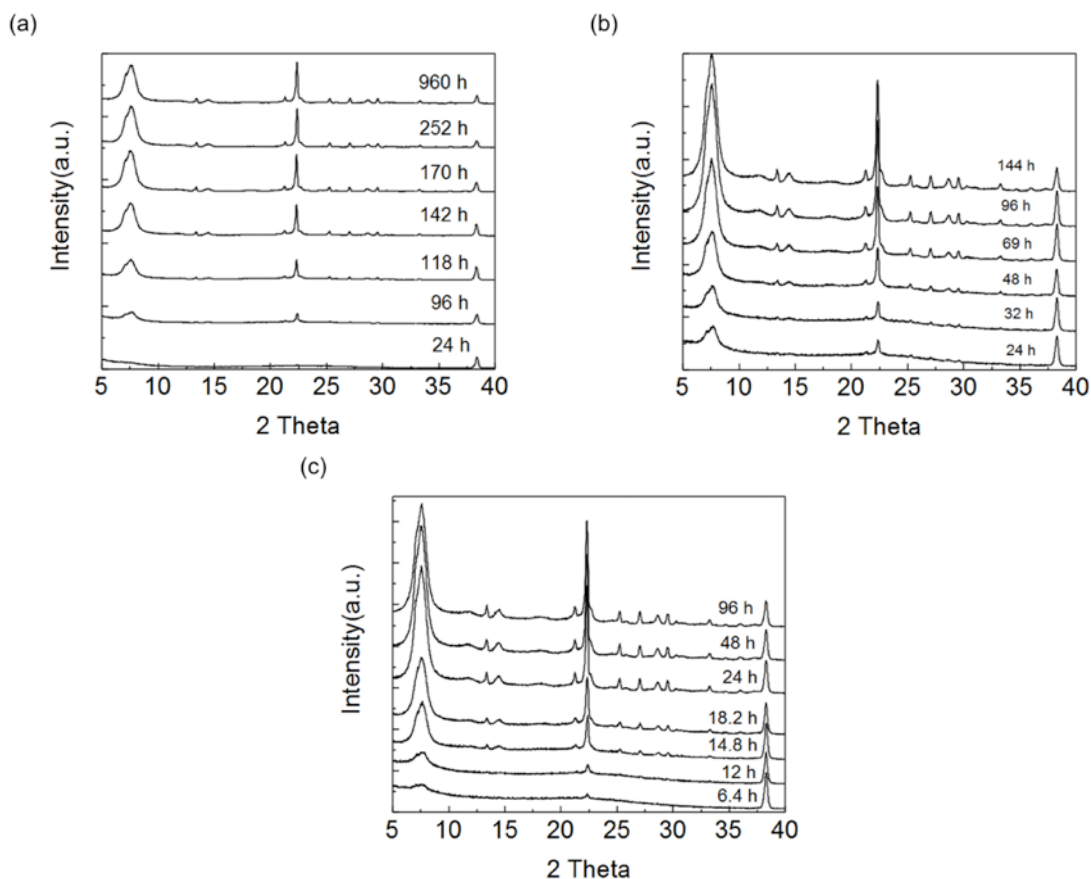 (a)
960 h
252 h
170 h
142 h
118 h
96 h
24 h
Intensity(a.u.)
5 10 15 20 25 30 35 40
2 Theta
(b)
144 h
96 h
69 h
48 h
32 h
24 h
Intensity(a.u.)
5 10 15 20 25 30 35 40
2 Theta
(c)
96 h
48 h
24 h
18.2 h
14.8 h
12 h
6.4 h
Intensity(a.u.)
5 10 15 20 25 30 35 40
2 Theta